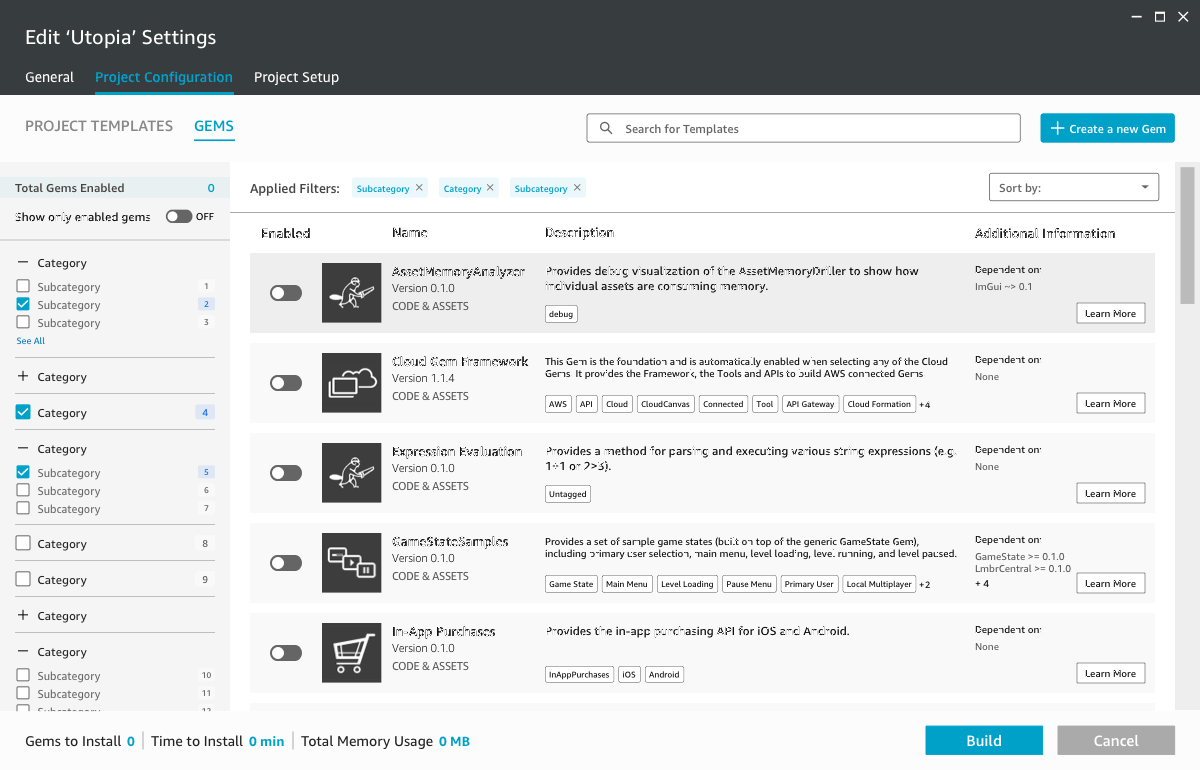 Edit ‘Utopia’ Settings
General Project Configuration Project Setup
PROJECT TEMPLATES GEMS
Search for Templates
Create a new Gem
Total Gems Enabled 0
Show only enabled gems OFF
Category
Subcategory 1
Subcategory 2
Subcategory 3
See All
Category
Category 4
Category
Subcategory 5
Subcategory 6
Subcategory 7
Category 8
Category 9
Category
Category
Subcategory 10
Subcategory 11
Subcategory 12
Applied Filters: Subcategory Category Subcategory
Sort by:
Enabled Name Description Additional Information
AssetMemoryAnalyzer
Version 0.1.0
CODE & ASSETS
Provides debug visualization of the AssetMemoryDriller to show how
individual assets are consuming memory.
debug
Dependent on:
ImGui ~> 0.1
Learn More
Cloud Gem Framework
Version 1.1.4
CODE & ASSETS
This Gem is the foundation and is automatically enabled when selecting any of the Cloud
Gems. It provides the Framework, the Tools and APIs to build AWS connected Gems
AWS API Cloud CloudCanvas Connected Tool API Gateway Cloud Formation +4
Dependent on:
None
Learn More
Expression Evaluation
Version 0.1.0
CODE & ASSETS
Provides a method for parsing and executing various string expressions (e.g.
1+1 or 2>3).
Untagged
Dependent on:
None
Learn More
GameStateSamples
Version 0.1.0
CODE & ASSETS
Provides a set of sample game states (built on top of the generic GameState Gem),
including primary user selection, main menu, level loading, level running, and level paused.
Game State Main Menu Level Loading Pause Menu Primary User Local Multiplayer +2
Dependent on:
GameState >= 0.1.0
LmbrCentral >= 0.1.0
+ 4
Learn More
In-App Purchases
Version 0.1.0
CODE & ASSETS
Provides the in-app purchasing API for iOS and Android.
InAppPurchases iOS Android
Dependent on:
None
Learn More
Gems to Install 0 Time to Install 0 min Total Memory Usage 0 MB
Build Cancel